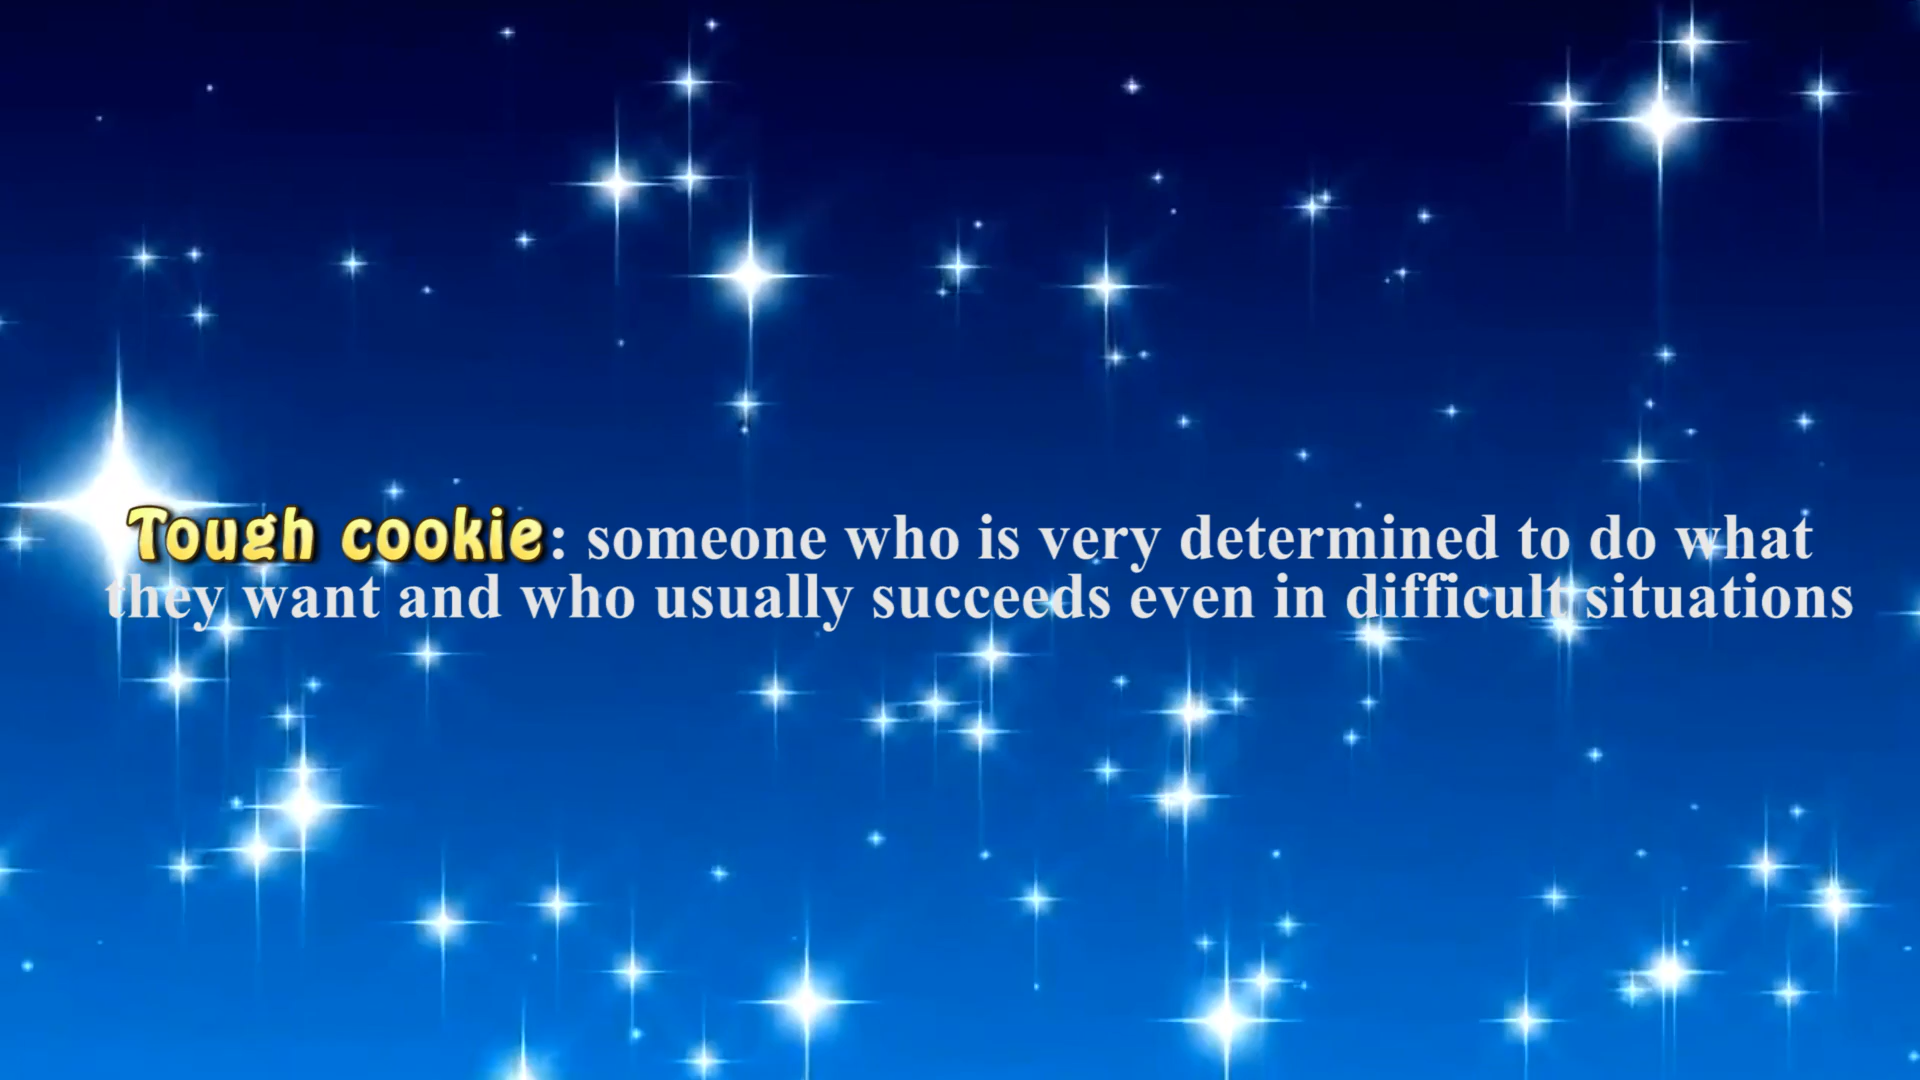 Tough cookie: someone who is very determined to do what
they want and who usually succeeds even in difficult situations